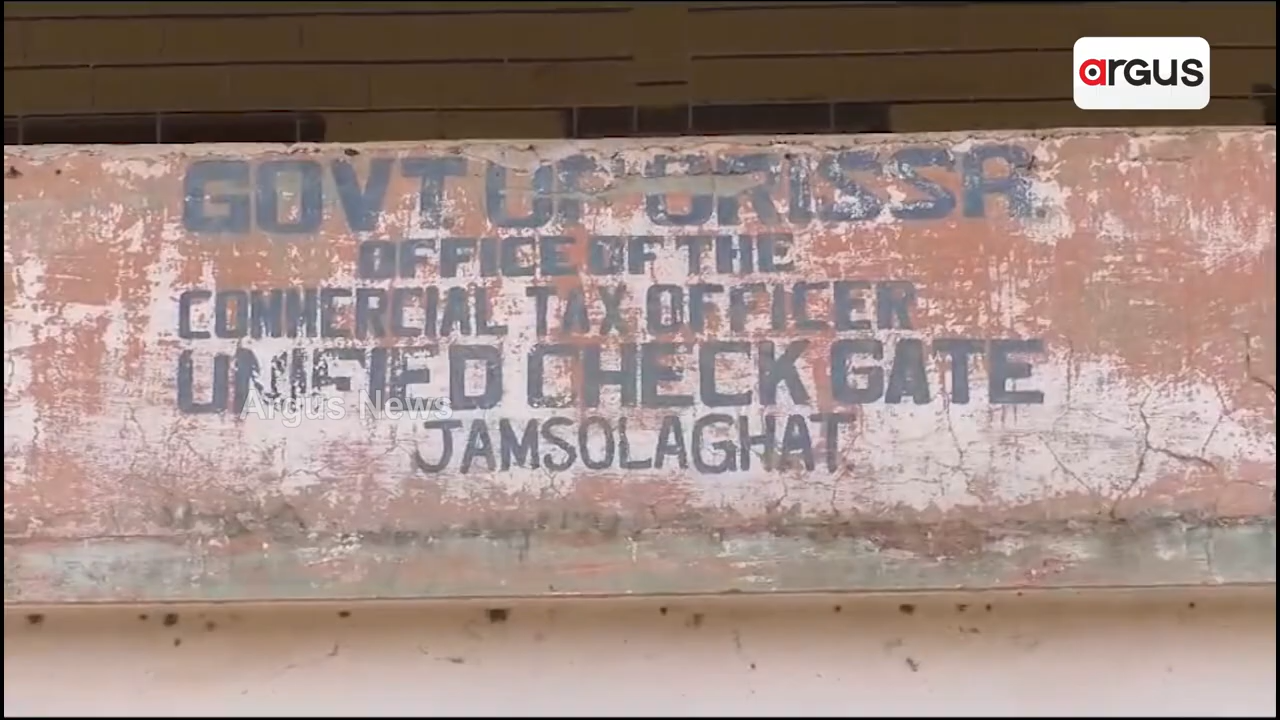 argus
GOVT OF ORISSA.
OFFICE OF THE
COMMERCIAL TAX OFFICER
UNIFIED CHECK GATE
Argus News
JAMSOLAGHAT